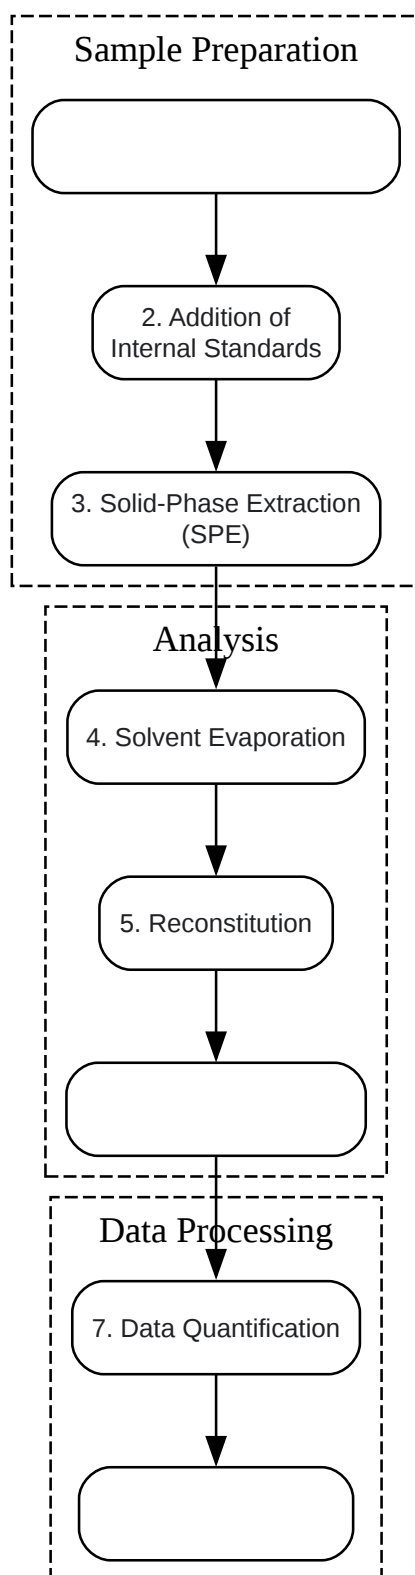 Sample Preparation
2. Addition of
Internal Standards
3. Solid-Phase Extraction
(SPE)
Analysis
4. Solvent Evaporation
5. Reconstitution
Data Processing
7. Data Quantification